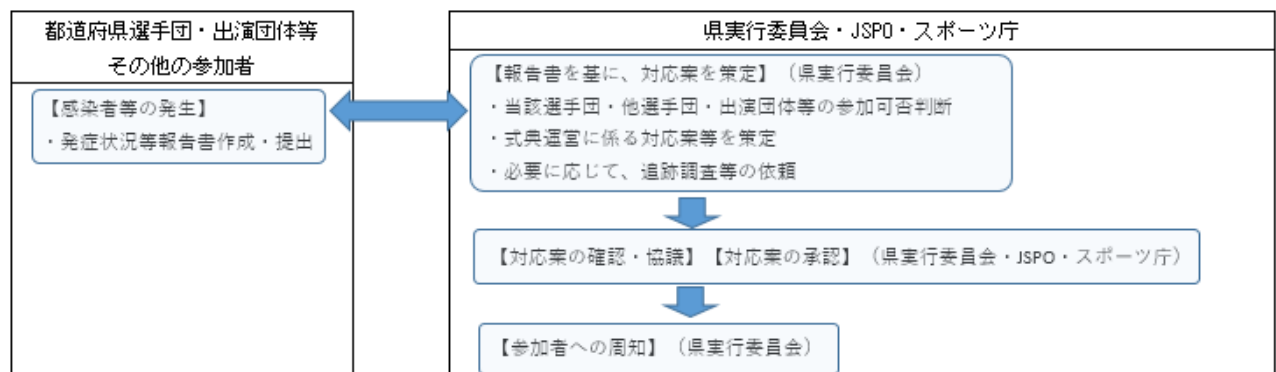 都道府県選手団・出演団体等
その他の参加者
【感染者等の発生】
・発症状況等報告書作成・提出
県実行委員会・JSPO・スポーツ庁
【報告書を基に、対応案を策定】（県実行委員会）
・当該選手団・他選手団・出演団体等の参加可否判断
・式典運営に係る対応案等を策定
・必要に応じて、追跡調査等の依頼
【対応案の確認・協議】【対応案の承認】（県実行委員会・JSPO・スポーツ庁）
【参加者への周知】（県実行委員会）